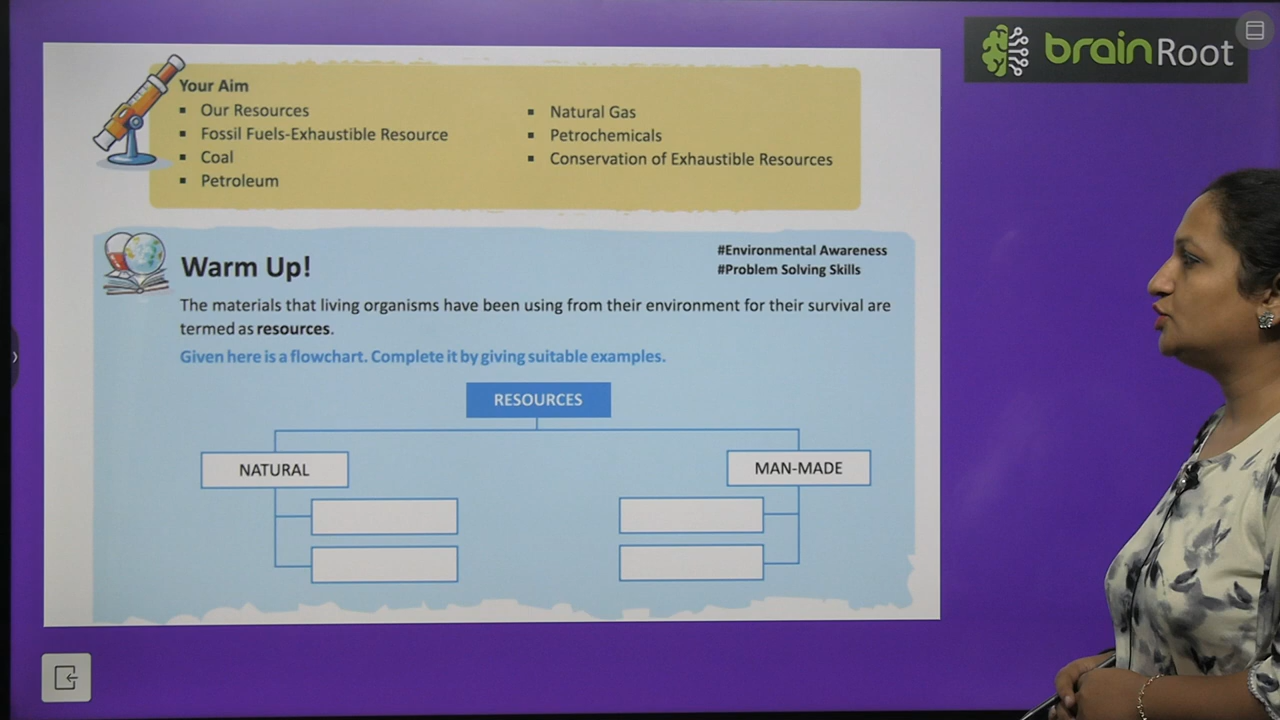 brainRoot
Your Aim
▪ Our Resources
▪ Fossil Fuels-Exhaustible Resource
▪ Coal
▪ Petroleum
▪ Natural Gas
▪ Petrochemicals
▪ Conservation of Exhaustible Resources
Warm Up!
#Environmental Awareness
#Problem Solving Skills
The materials that living organisms have been using from their environment for their survival are
termed as resources.
Given here is a flowchart. Complete it by giving suitable examples.
RESOURCES
NATURAL
MAN-MADE